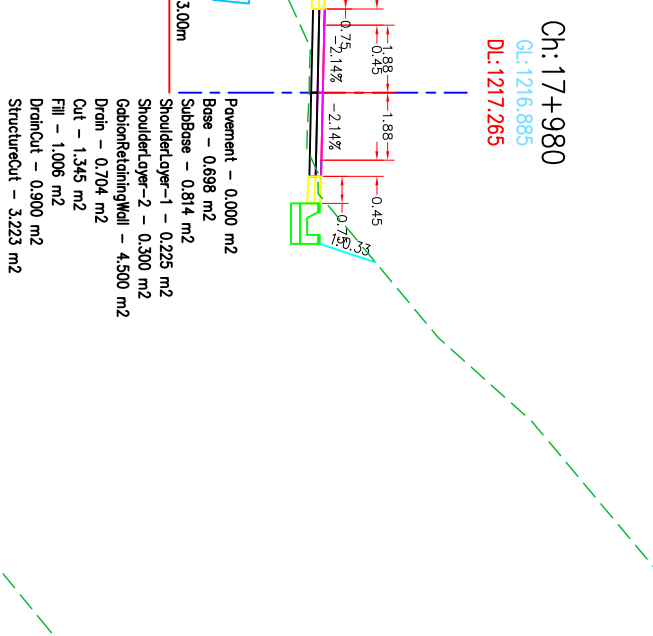 Ch: 17+980
GL:1216.885
DL:1217.265
1.88
1.88
0.45
0.45
0.75
0.75
-2.14%
-2.14%
1:0.33
3.00m
Pavement - 0.000 m2
Base - 0.698 m2
SubBase - 0.814 m2
ShoulderLayer-1 - 0.225 m2
ShoulderLayer-2 - 0.300 m2
GabionRetainingWall - 4.500 m2
Drain - 0.704 m2
Cut - 1.345 m2
Fill - 1.006 m2
DrainCut - 0.900 m2
StructureCut - 3.223 m2